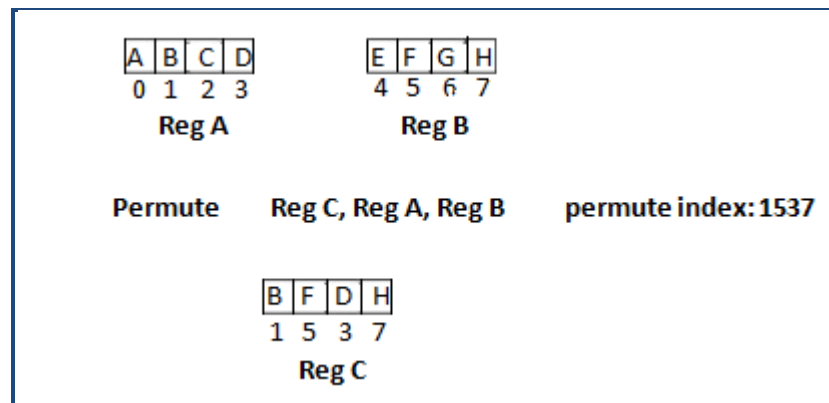 A B C D E F G H
0 1 2 3 4 5 6 7
Reg A Reg B
Permute Reg C, Reg A, Reg B permute index: 1537
B F D H
1 5 3 7
Reg C